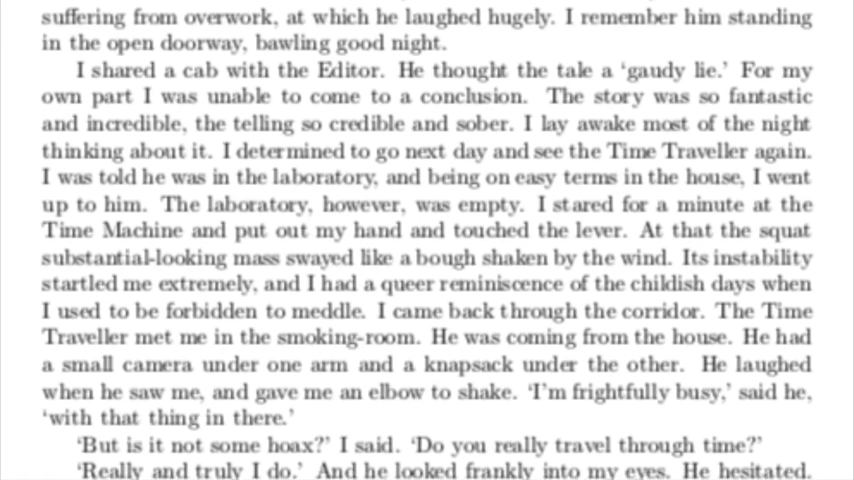 suffering from overwork, at which he laughed hugely. I remember him standing
in the open doorway, bawling good night.
I shared a cab with the Editor. He thought the tale a ‘gaudy lie.’ For my
own part I was unable to come to a conclusion. The story was so fantastic
and incredible, the telling so credible and sober. I lay awake most of the night
thinking about it. I determined to go next day and see the Time Traveller again.
I was told he was in the laboratory, and being on easy terms in the house, I went
up to him. The laboratory, however, was empty. I stared for a minute at the
Time Machine and put out my hand and touched the lever. At that the squat
substantial-looking mass swayed like a bough shaken by the wind. Its instability
startled me extremely, and I had a queer reminiscence of the childish days when
I used to be forbidden to meddle. I came back through the corridor. The Time
Traveller met me in the smoking-room. He was coming from the house. He had
a small camera under one arm and a knapsack under the other. He laughed
when he saw me, and gave me an elbow to shake. ‘I’m frightfully busy,’ said he,
‘with that thing in there.’
‘But is it not some hoax?’ I said. ‘Do you really travel through time?’
‘Really and truly I do.’ And he looked frankly into my eyes. He hesitated.